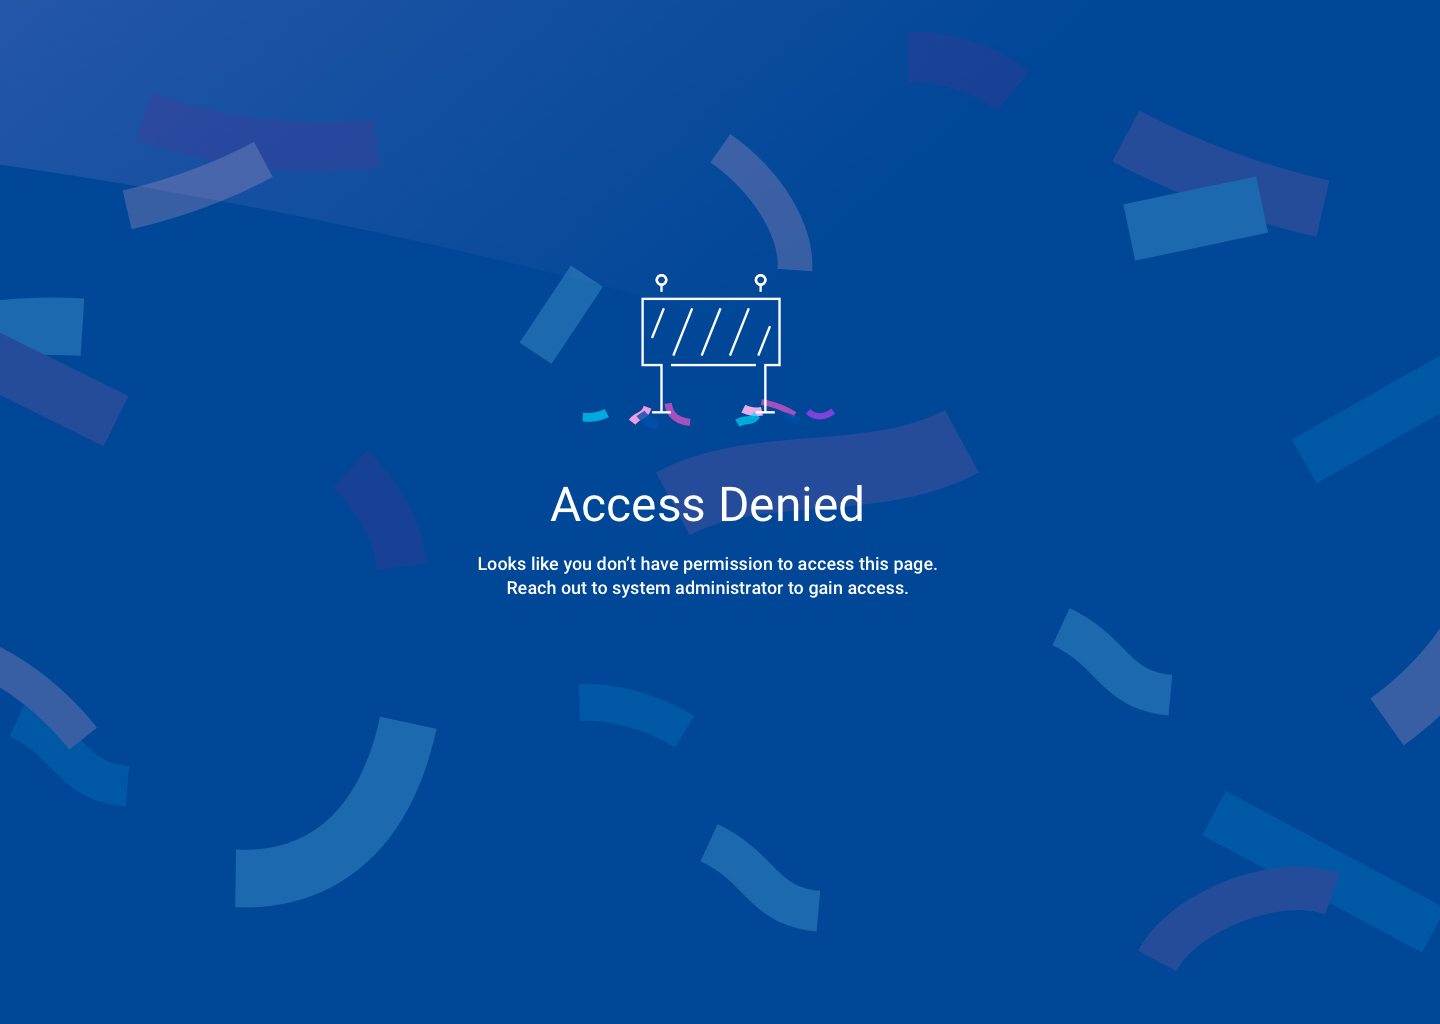 Access Denied
Looks like you don’t have permission to access this page.
Reach out to system administrator to gain access.